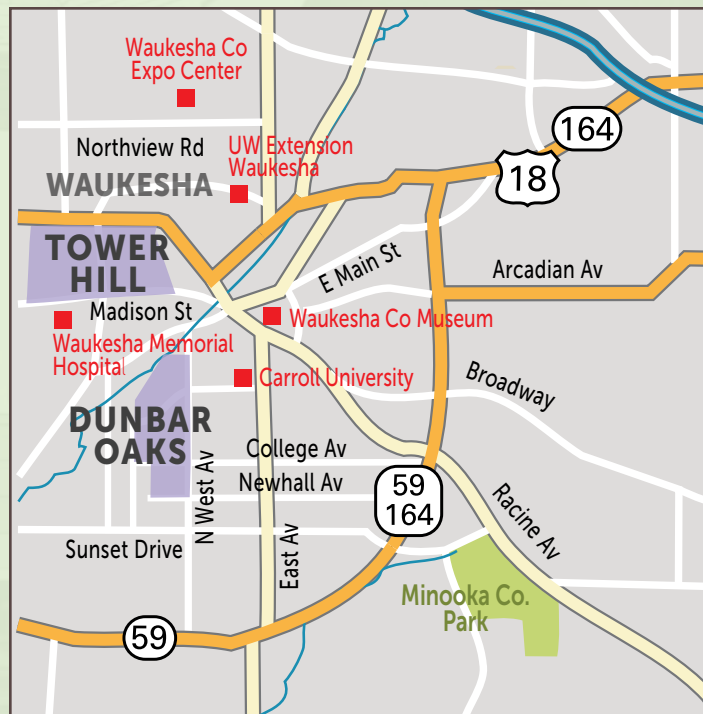 Waukesha Co
Expo Center
164
Northview Rd
UW Extension
Waukesha
18
WAUKESHA
TOWER
HILL
E Main St
Arcadian Av
Madison St
Waukesha Co Museum
Waukesha Memorial
Hospital
Carroll University
Broadway
DUNBAR
OAKS
College Av
Newhall Av
59
164
N West Av
Racine Av
Sunset Drive
East Av
Minooka Co.
Park
59